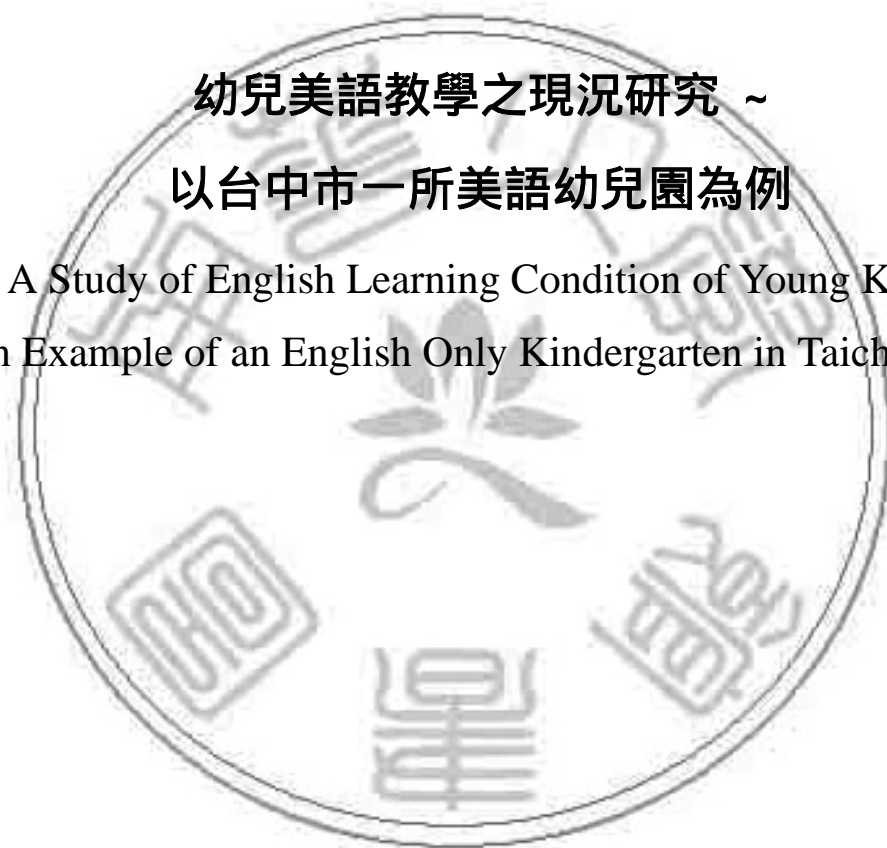 幼兒美語教學之現況研究 ~
以台中市一所美語幼兒園為例
A Study of English Learning Condition of Young K
n Example of an English Only Kindergarten in Taich